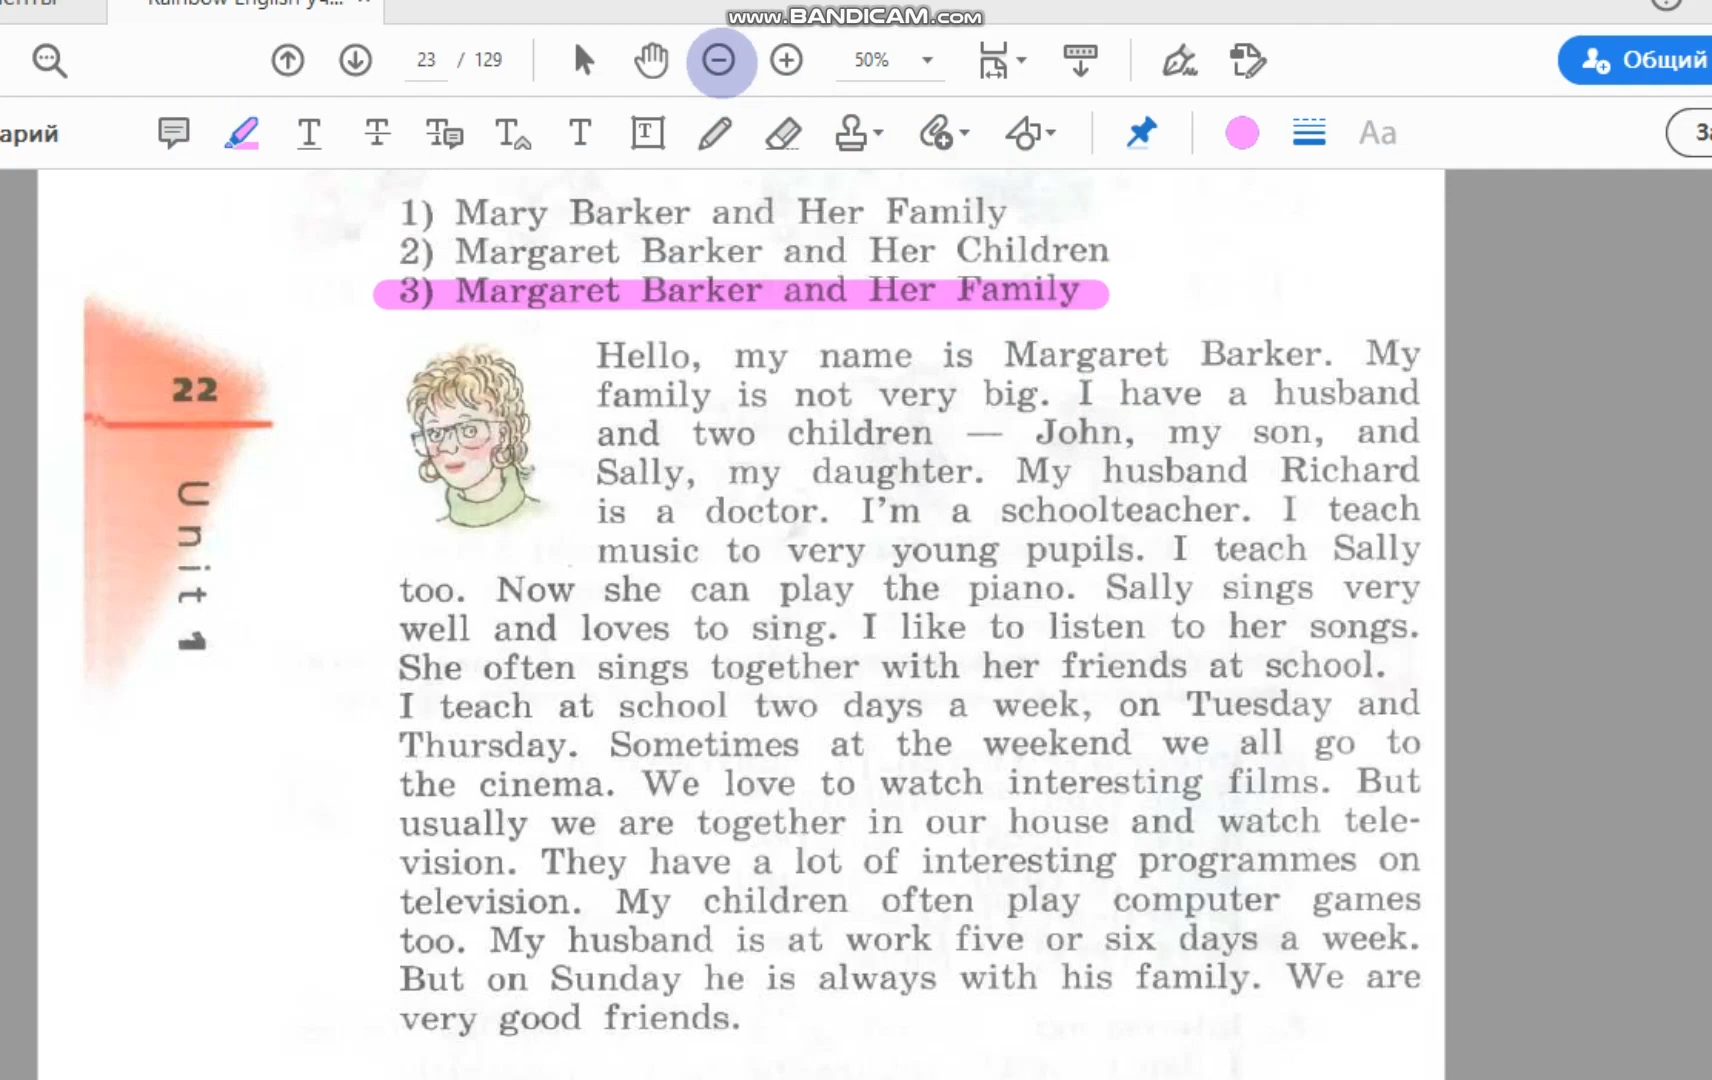 Rainbow English уч...
WWW.BANDICAM.COM
23 / 129
50%
Общий
арий
Aa
1) Mary Barker and Her Family
2) Margaret Barker and Her Children
3) Margaret Barker and Her Family
22
Unit 1
Hello, my name is Margaret Barker. My
family is not very big. I have a husband
and two children — John, my son, and
Sally, my daughter. My husband Richard
is a doctor. I'm a schoolteacher. I teach
music to very young pupils. I teach Sally
too. Now she can play the piano. Sally sings very
well and loves to sing. I like to listen to her songs.
She often sings together with her friends at school.
I teach at school two days a week, on Tuesday and
Thursday. Sometimes at the weekend we all go to
the cinema. We love to watch interesting films. But
usually we are together in our house and watch tele-
vision. They have a lot of interesting programmes on
television. My children often play computer games
too. My husband is at work five or six days a week.
But on Sunday he is always with his family. We are
very good friends.